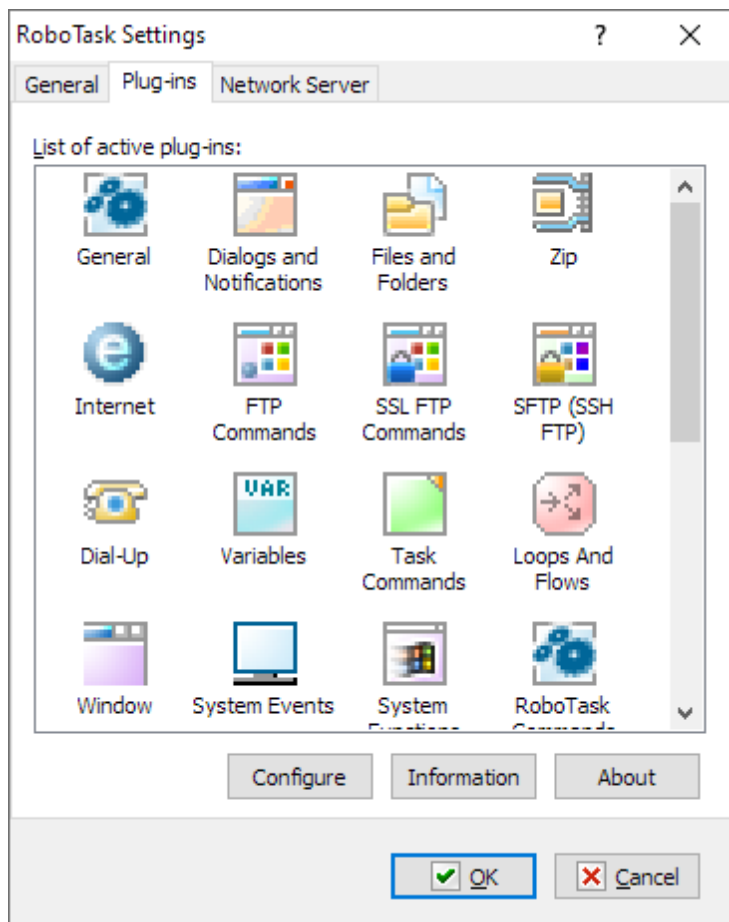 RoboTask Settings
General Plug-ins Network Server
List of active plug-ins:
General Dialogs and Notifications Files and Folders Zip
Internet FTP Commands SSL FTP Commands SFTP (SSH FTP)
Dial-Up VAR Variables Task Commands Loops And Flows
Window System Events System Functions RoboTask Commands
Configure Information About
OK Cancel